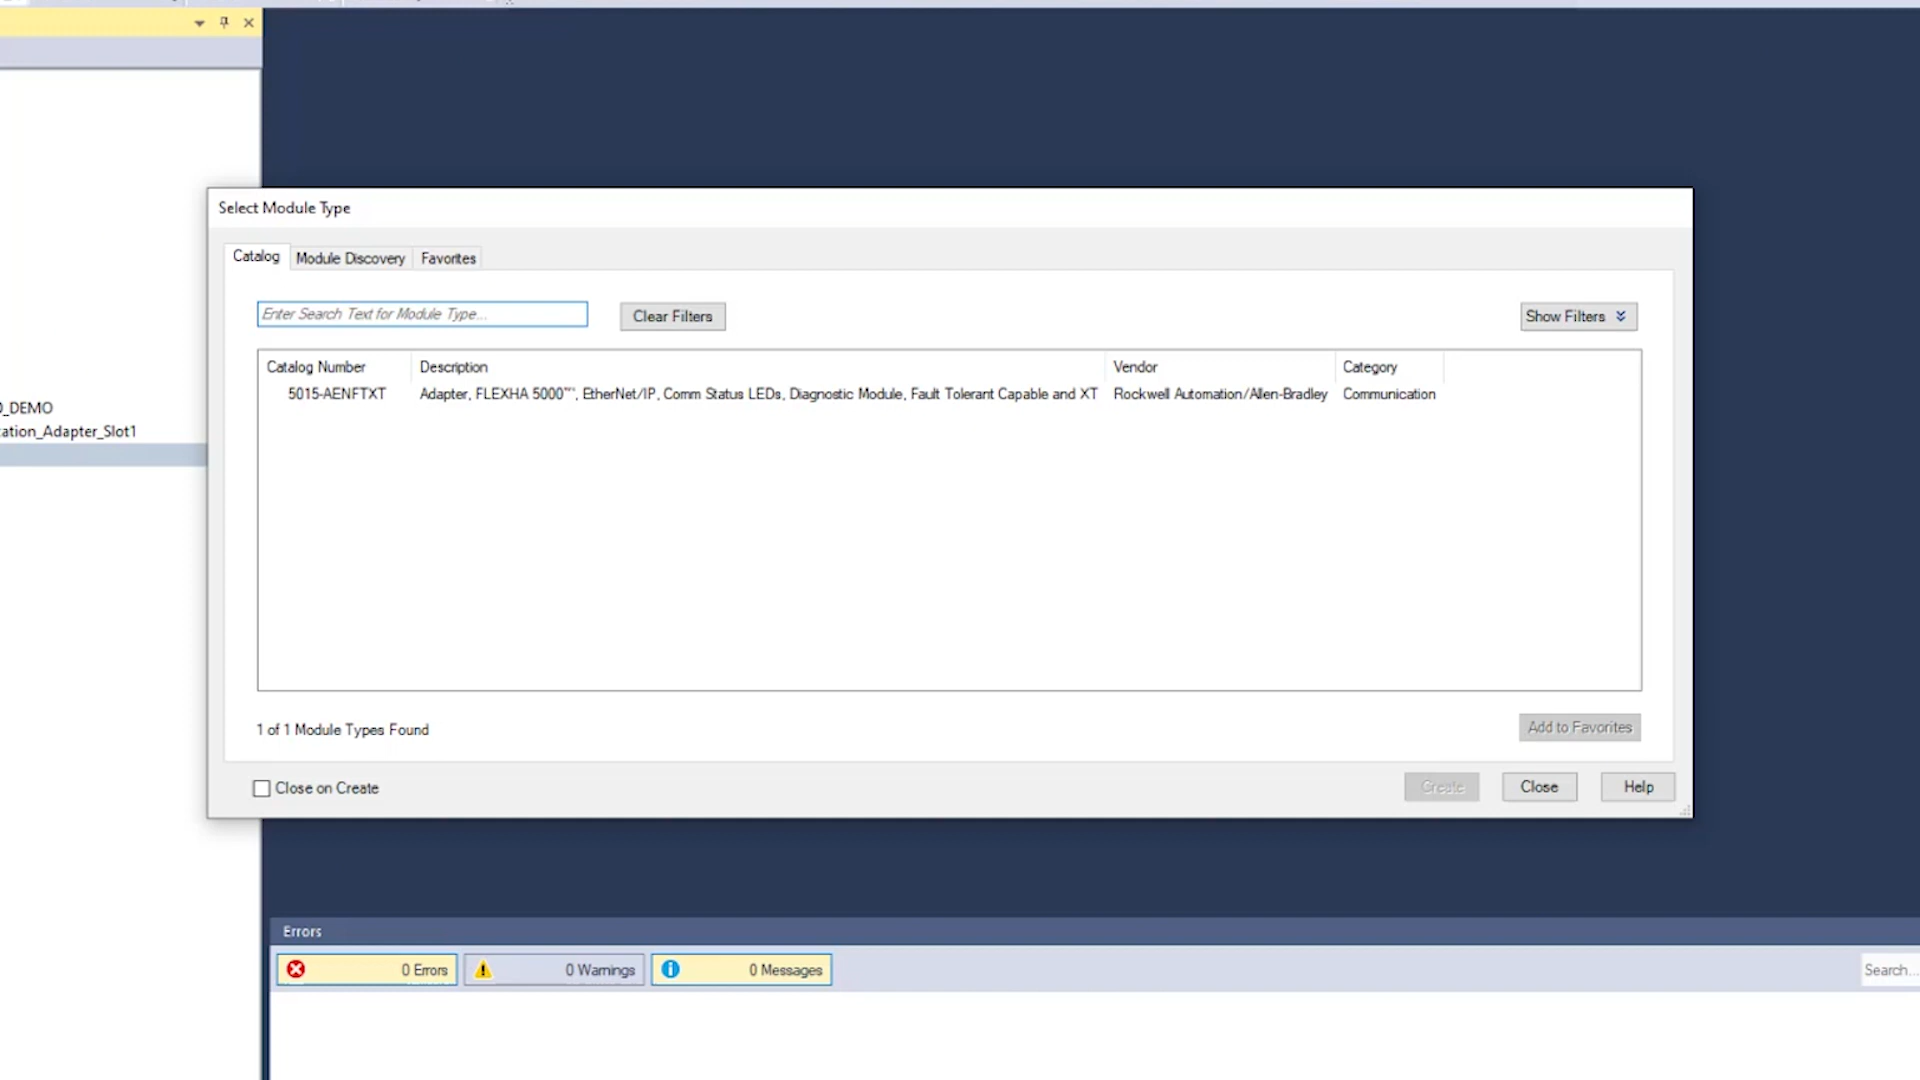 Select Module Type
Catalog Module Discovery Favorites
Enter Search Text for Module Type...
Clear Filters
Show Filters
Catalog Number Description Vendor Category
5015-AENFTXT Adapter, FLEXHA 5000™, EtherNet/IP, Comm Status LEDs, Diagnostic Module, Fault Tolerant Capable and XT Rockwell Automation/Allen-Bradley Communication
_DEMO
ation_Adapter_Slot1
1 of 1 Module Types Found
Add to Favorites
Close on Create
Create Close Help
Errors
0 Errors 0 Warnings 0 Messages
Search...